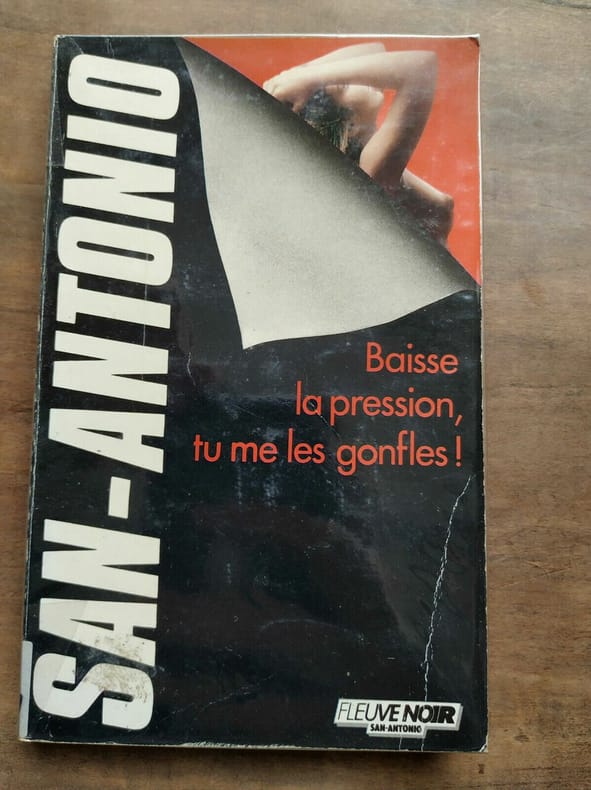 SAN-ANTONIO
Baisse
la pression,
tu me les gonfles!
FLEUVE NOIR
SAN-ANTONIO